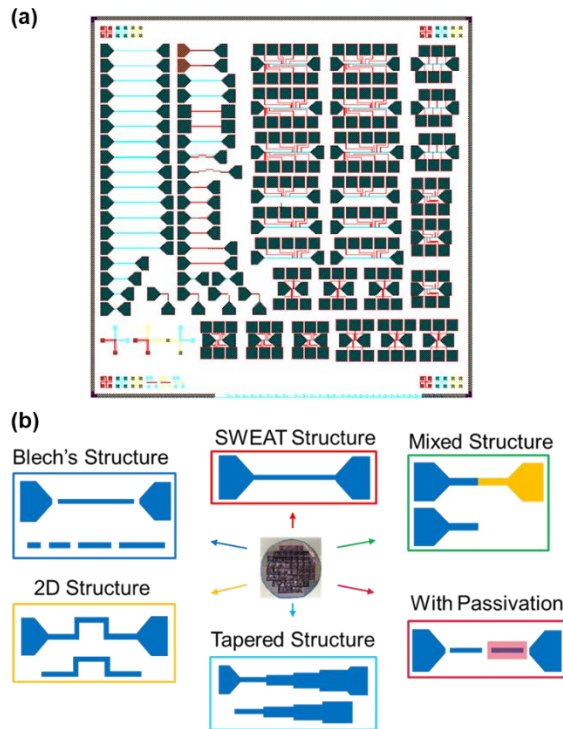 (a)
(b)
SWEAT Structure
Blech's Structure
Mixed Structure
2D Structure
Tapered Structure
With Passivation